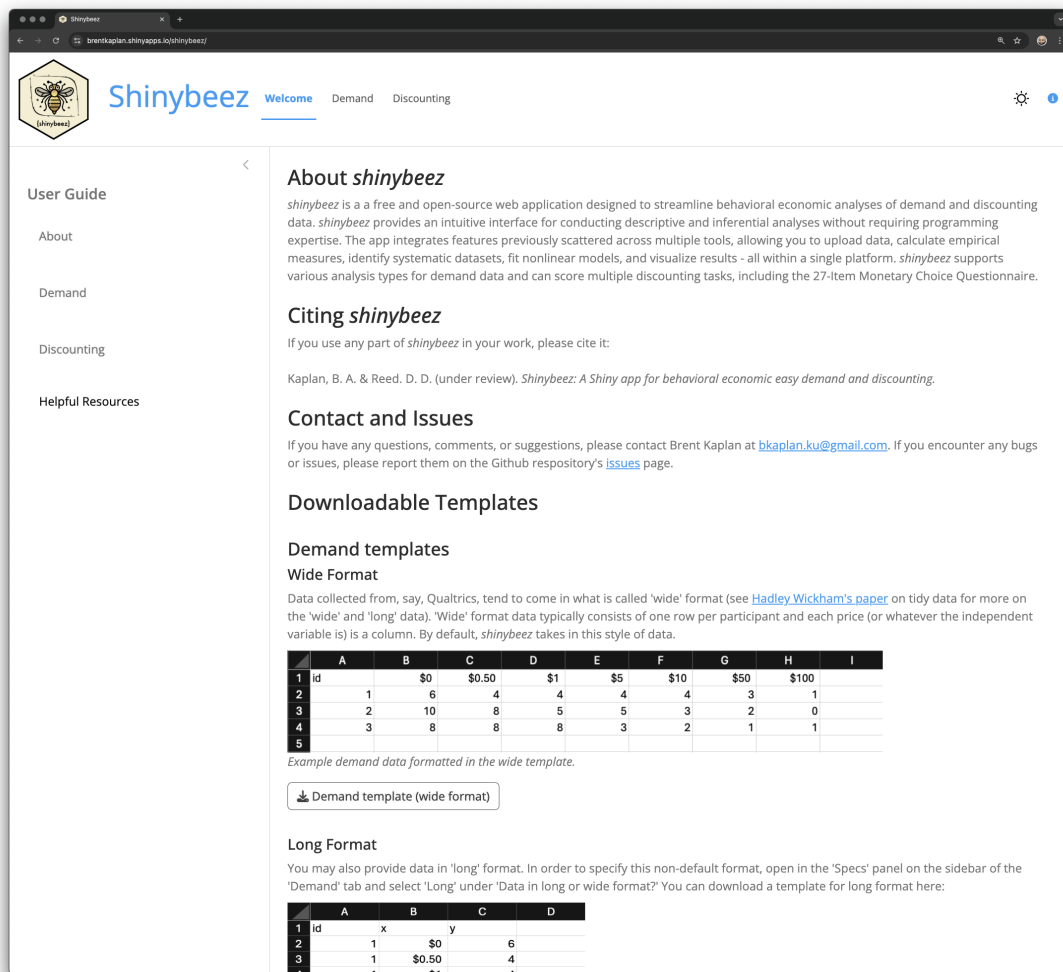 Shinybeez
brentkaplan.shinyapps.io/shinybeez/
{shinybeez}
Shinybeez
Welcome Demand Discounting
User Guide
About
Demand
Discounting
Helpful Resources
About shinybeez
shinybeez is a a free and open-source web application designed to streamline behavioral economic analyses of demand and discounting
data. shinybeez provides an intuitive interface for conducting descriptive and inferential analyses without requiring programming
expertise. The app integrates features previously scattered across multiple tools, allowing you to upload data, calculate empirical
measures, identify systematic datasets, fit nonlinear models, and visualize results - all within a single platform. shinybeez supports
various analysis types for demand data and can score multiple discounting tasks, including the 27-Item Monetary Choice Questionnaire.
Citing shinybeez
If you use any part of shinybeez in your work, please cite it:
Kaplan, B. A. & Reed. D. D. (under review). Shinybeez: A Shiny app for behavioral economic easy demand and discounting.
Contact and Issues
If you have any questions, comments, or suggestions, please contact Brent Kaplan at bkaplan.ku@gmail.com. If you encounter any bugs
or issues, please report them on the Github respository's issues page.
Downloadable Templates
Demand templates
Wide Format
Data collected from, say, Qualtrics, tend to come in what is called 'wide' format (see Hadley Wickham's paper on tidy data for more on
the 'wide' and 'long' data). 'Wide' format data typically consists of one row per participant and each price (or whatever the independent
variable is) is a column. By default, shinybeez takes in this style of data.
A B C D E F G H I
1 id $0 $0.50 $1 $5 $10 $50 $100
2 1 6 4 4 4 4 3 1
3 2 10 8 5 5 3 2 0
4 3 8 8 8 3 2 1 1
5
Example demand data formatted in the wide template.
Demand template (wide format)
Long Format
You may also provide data in 'long' format. In order to specify this non-default format, open in the 'Specs' panel on the sidebar of the
'Demand' tab and select 'Long' under 'Data in long or wide format?' You can download a template for long format here:
A B C D
1 id x y
2 1 $0 6
3 1 $0.50 4